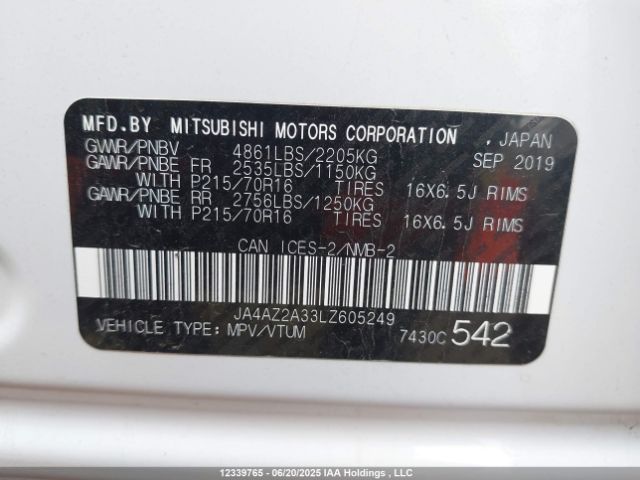 MFD.BY MITSUBISHI MOTORS CORPORATION , JAPAN
GVWR/PNBV 4861LBS/2205KG SEP 2019
GAWR/PNBE FR 2535LBS/1150KG
WITH P215/70R16 TIRES 16X6.5J RIMS
GAWR/PNBE RR 2756LBS/1250KG
WITH P215/70R16 TIRES 16X6.5J RIMS
CAN ICES-2/NMB-2
JA4AZ2A33LZ605249
VEHICLE TYPE: MPV/VTUM 7430C 542
12339765 - 06/20/2025 IAA Holdings , LLC